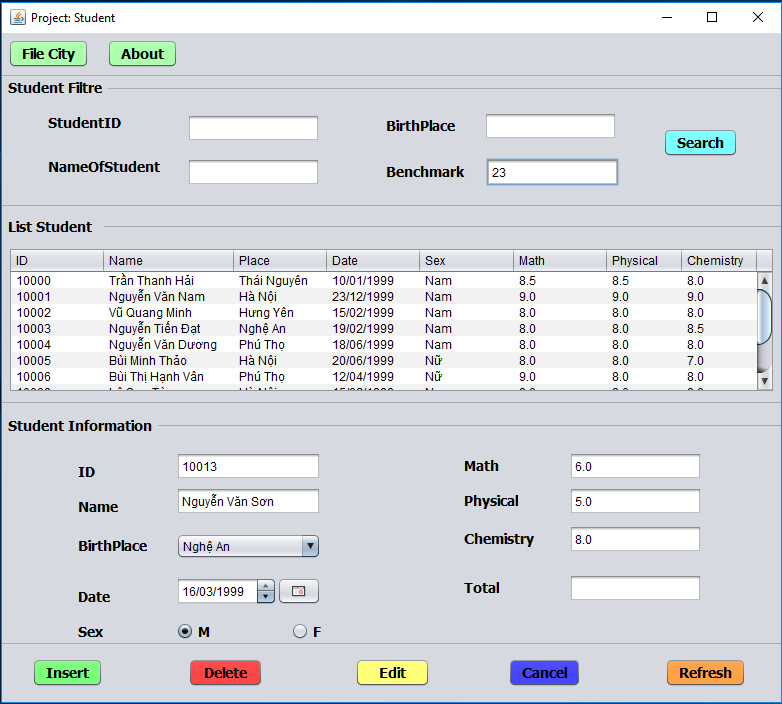 Project: Student
File City About
Student Filtre
StudentID BirthPlace
Search
NameOfStudent Benchmark 23
List Student
ID Name Place Date Sex Math Physical Chemistry
10000 Trần Thanh Hải Thái Nguyên 10/01/1999 Nam 8.5 8.5 8.0
10001 Nguyễn Văn Nam Hà Nội 23/12/1999 Nam 9.0 9.0 9.0
10002 Vũ Quang Minh Hưng Yên 15/02/1999 Nam 8.0 8.0 8.0
10003 Nguyễn Tiến Đạt Nghệ An 19/02/1999 Nam 8.0 8.0 8.5
10004 Nguyễn Văn Dương Phú Thọ 18/06/1999 Nam 8.0 8.0 8.0
10005 Bùi Minh Thảo Hà Nội 20/06/1999 Nữ 8.0 8.0 7.0
10006 Bùi Thị Hạnh Vân Phú Thọ 12/04/1999 Nữ 9.0 8.0 8.0
Student Information
ID 10013 Math 6.0
Name Nguyễn Văn Sơn Physical 5.0
BirthPlace Nghệ An Chemistry 8.0
Date 16/03/1999 Total
Sex M F
Insert Delete Edit Cancel Refresh